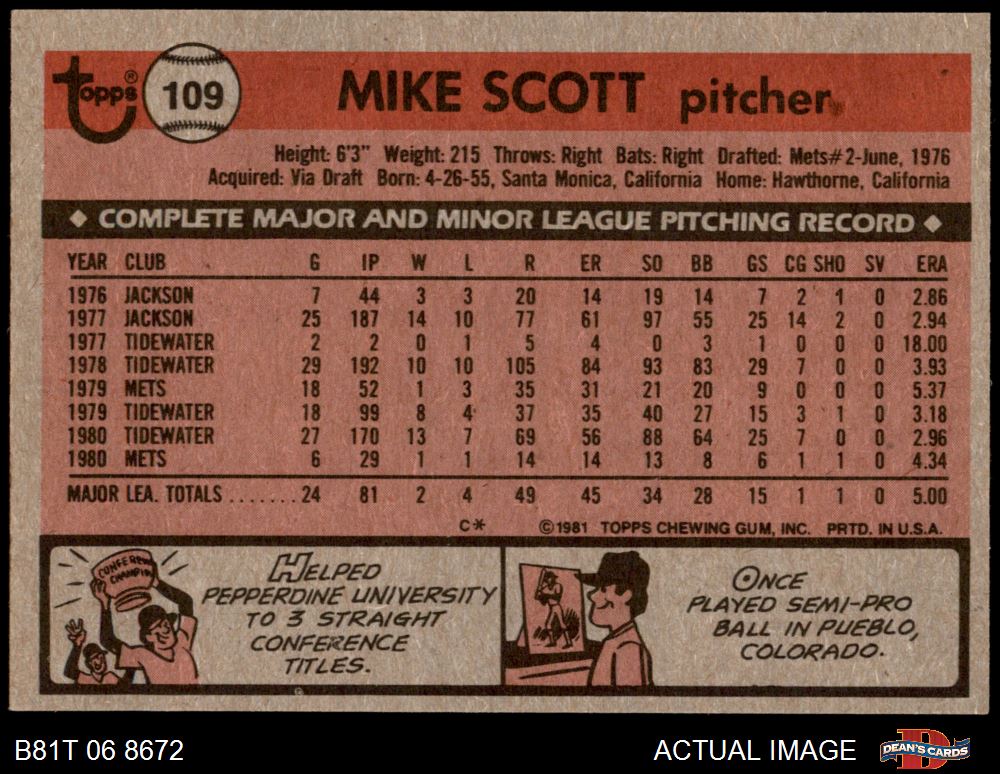 topps® 109 MIKE SCOTT pitcher
Height: 6'3" Weight: 215 Throws: Right Bats: Right Drafted: Mets#2-June, 1976
Acquired: Via Draft Born: 4-26-55, Santa Monica, California Home: Hawthorne, California
◆ COMPLETE MAJOR AND MINOR LEAGUE PITCHING RECORD ◆
YEAR CLUB G IP W L R ER SO BB GS CG SHO SV ERA
1976 JACKSON 7 44 3 3 20 14 19 14 7 2 1 0 2.86
1977 JACKSON 25 187 14 10 77 61 97 55 25 14 2 0 2.94
1977 TIDEWATER 2 2 0 1 5 4 0 3 1 0 0 0 18.00
1978 TIDEWATER 29 192 10 10 105 84 93 83 29 7 0 0 3.93
1979 METS 18 52 1 3 35 31 21 20 9 0 0 0 5.37
1979 TIDEWATER 18 99 8 4 37 35 40 27 15 3 1 0 3.18
1980 TIDEWATER 27 170 13 7 69 56 88 64 25 7 0 0 2.96
1980 METS 6 29 1 1 14 14 13 8 6 1 1 0 4.34
MAJOR LEA. TOTALS ....... 24 81 2 4 49 45 34 28 15 1 1 0 5.00
C* ©1981 TOPPS CHEWING GUM, INC. PRTD. IN U.S.A.
CONFERENCE
CHAMPIONS
HELPED
PEPPERDINE UNIVERSITY
TO 3 STRAIGHT
CONFERENCE
TITLES.
ONCE
PLAYED SEMI-PRO
BALL IN PUEBLO,
COLORADO.
B81T 06 8672 ACTUAL IMAGE DEAN'S CARDS